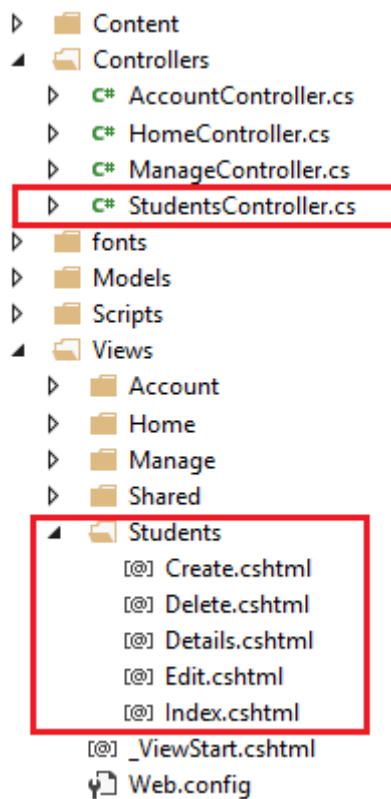 Content
Controllers
C# AccountController.cs
C# HomeController.cs
C# ManageController.cs
C# StudentsController.cs
fonts
Models
Scripts
Views
Account
Home
Manage
Shared
Students
[@] Create.cshtml
[@] Delete.cshtml
[@] Details.cshtml
[@] Edit.cshtml
[@] Index.cshtml
[@] _ViewStart.cshtml
Web.config